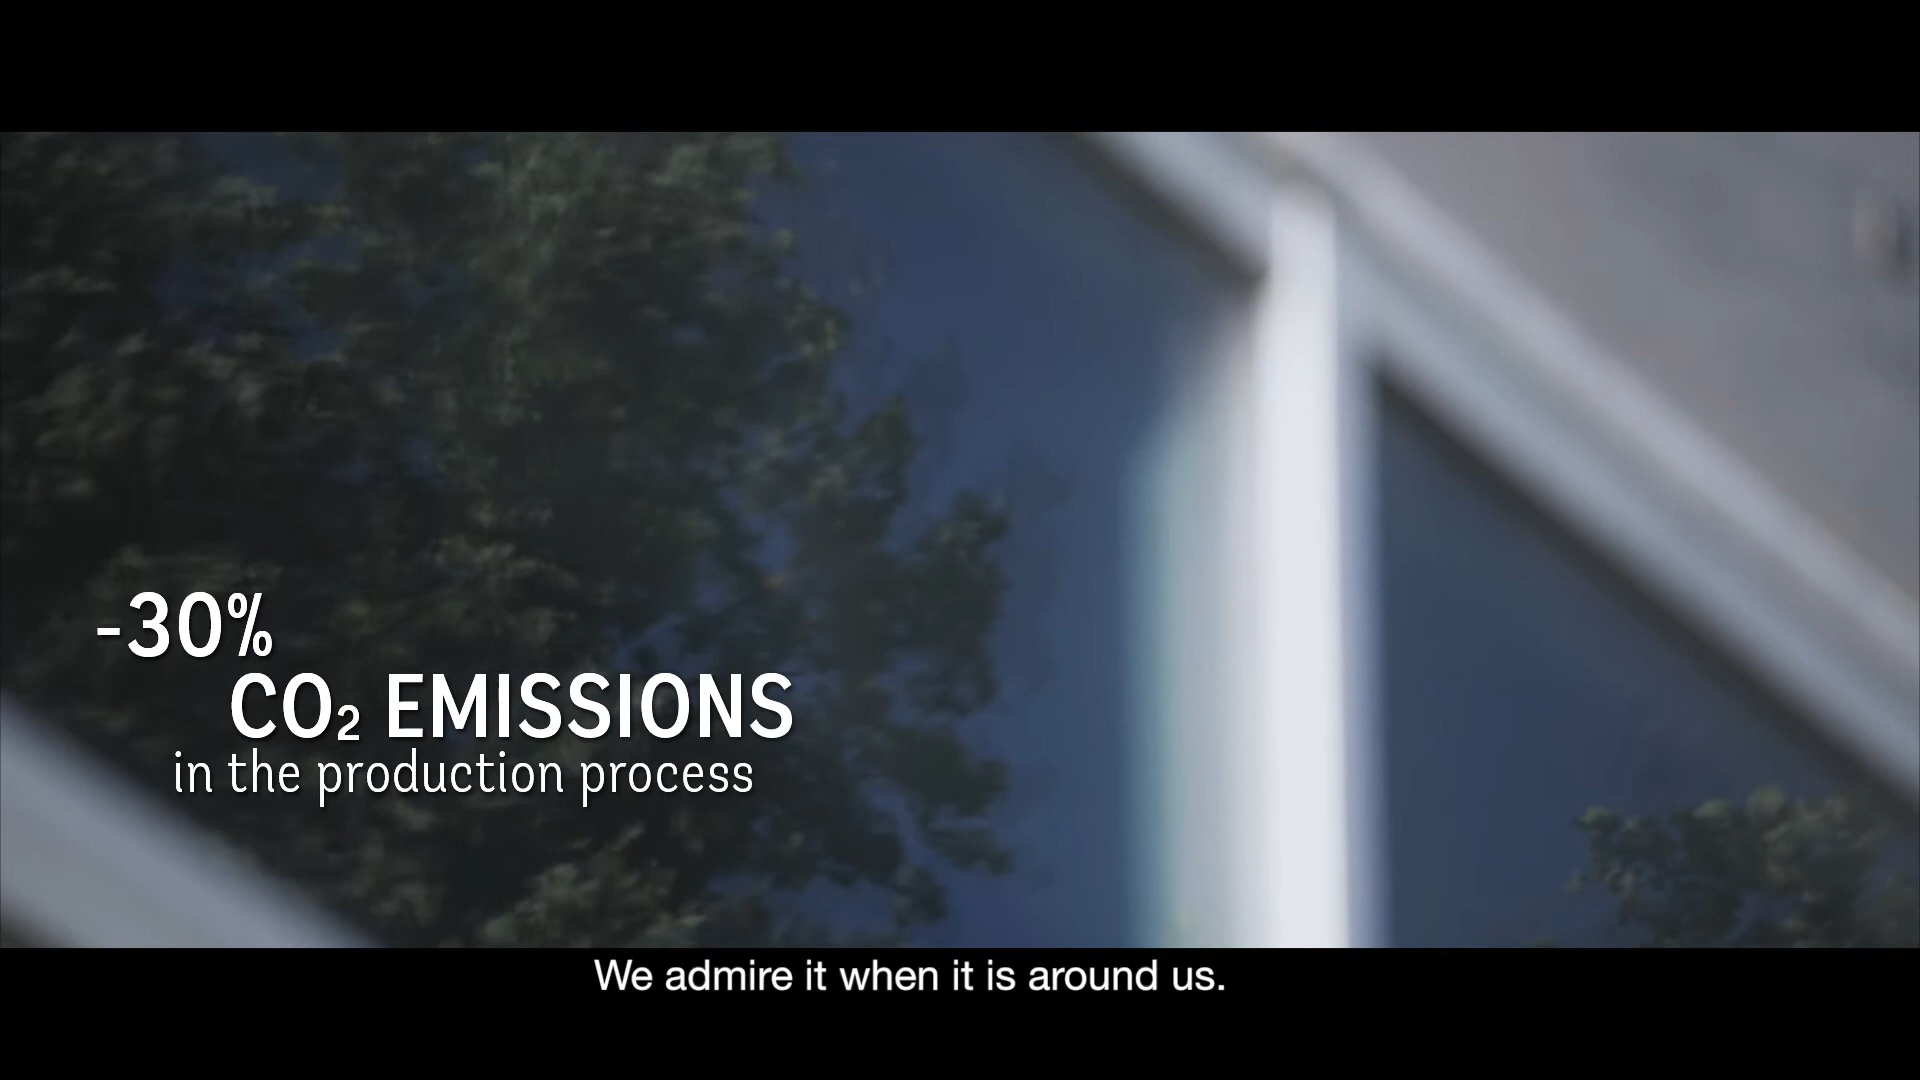 -30%
CO₂ EMISSIONS
in the production process
We admire it when it is around us.